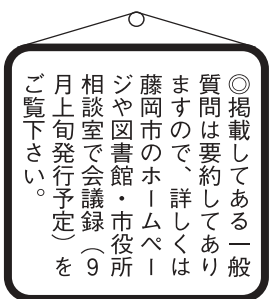 ◎掲載してある一般
質問は要約してあり
ますので、詳しくは
藤岡市のホームペー
ジや図書館・市役所
相談室で会議録（９
月上旬発行予定）を
ご覧下さい。